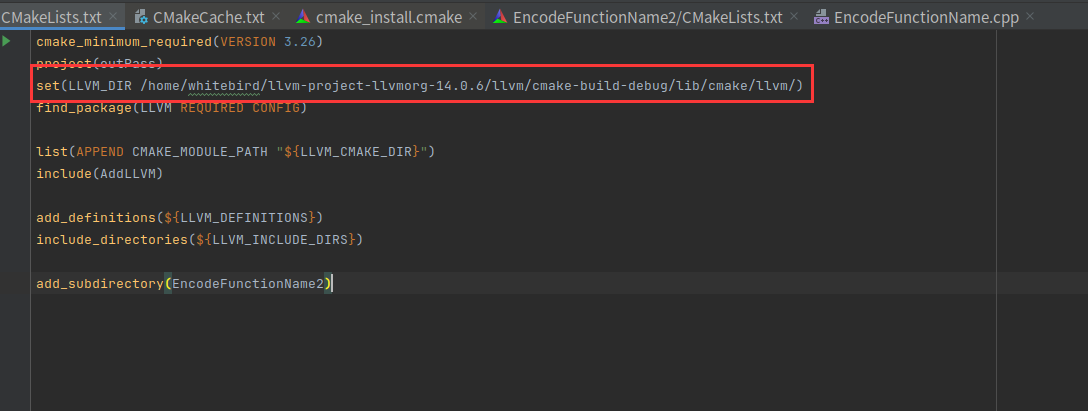 CMakeLists.txt CMakeCache.txt cmake_install.cmake EncodeFunctionName2/CMakeLists.txt EncodeFunctionName.cpp
cmake_minimum_required(VERSION 3.26)
project(outPass)
set(LLVM_DIR /home/whitebird/llvm-project-llvmorg-14.0.6/llvm/cmake-build-debug/lib/cmake/llvm/)
find_package(LLVM REQUIRED CONFIG)
list(APPEND CMAKE_MODULE_PATH "${LLVM_CMAKE_DIR}")
include(AddLLVM)
add_definitions(${LLVM_DEFINITIONS})
include_directories(${LLVM_INCLUDE_DIRS})
add_subdirectory(EncodeFunctionName2)